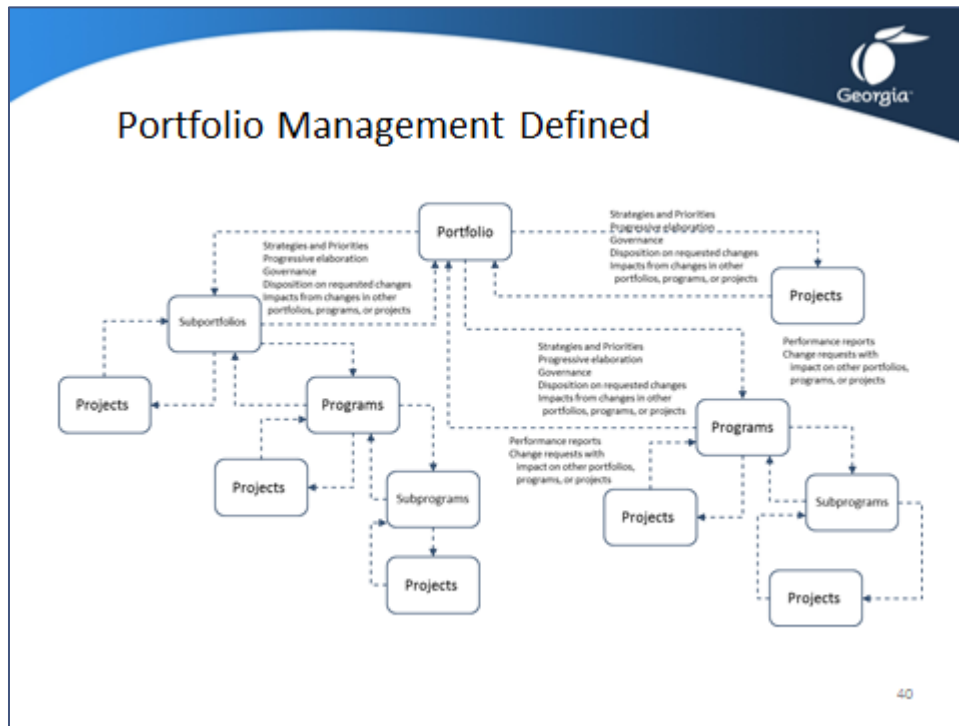 Georgia
Portfolio Management Defined
Portfolio
Strategies and Priorities
Progressive elaboration
Governance
Disposition on requested changes
Impacts from changes in other
portfolios, programs, or projects
Strategies and Priorities
Progressive elaboration
Governance
Disposition on requested changes
Impacts from changes in other
portfolios, programs, or projects
Projects
Subportfolios
Performance reports
Change requests with
impact on other portfolios,
programs, or projects
Strategies and Priorities
Progressive elaboration
Governance
Disposition on requested changes
Impacts from changes in other
portfolios, programs, or projects
Projects
Programs
Programs
Performance reports
Change requests with
impact on other portfolios,
programs, or projects
Projects
Subprograms
Projects
Subprograms
Projects
Projects
40